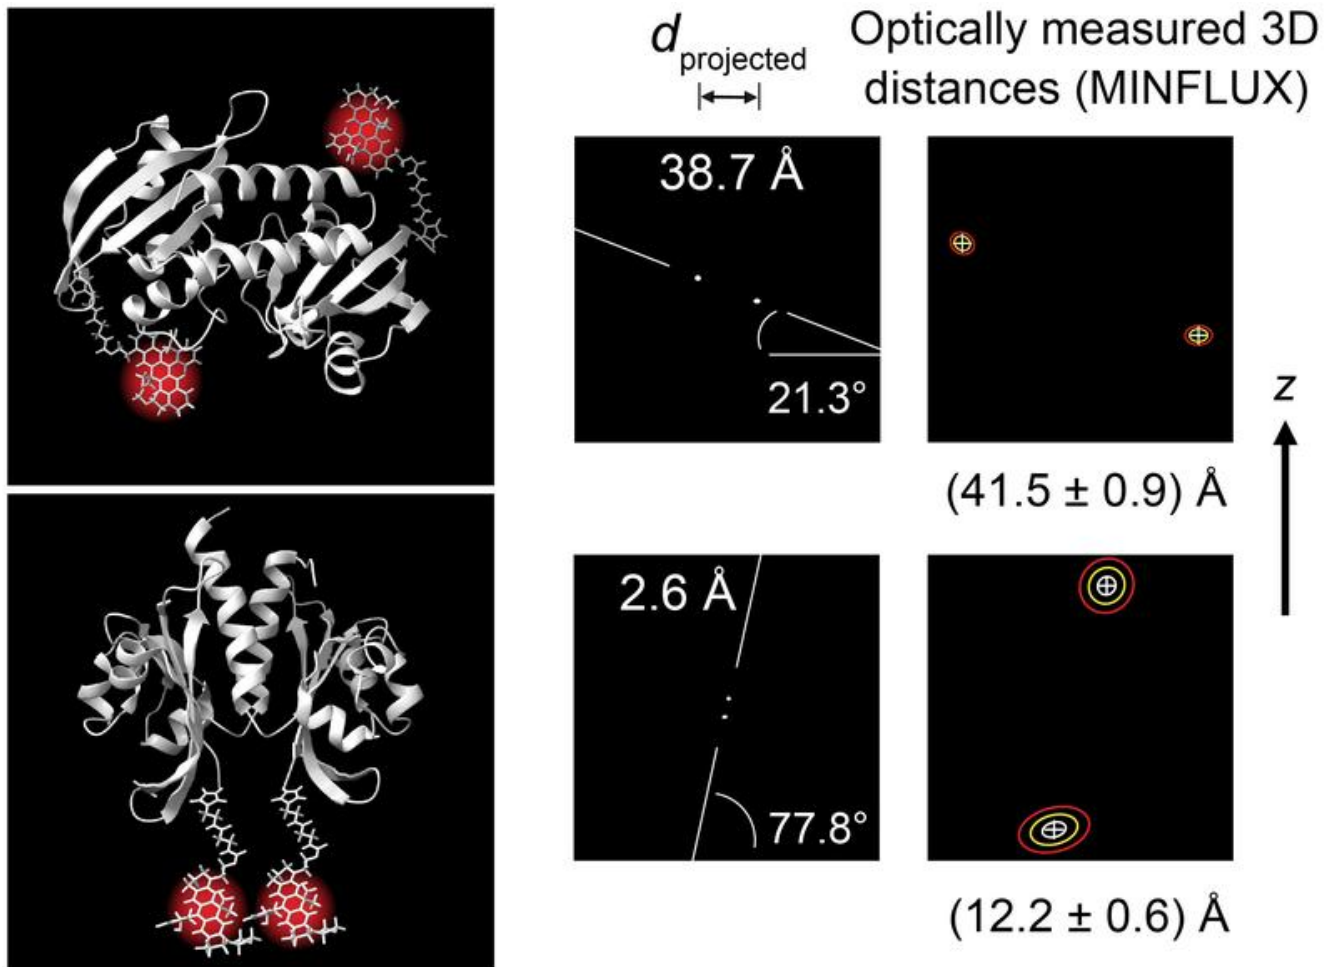 d projected
Optically measured 3D
distances (MINFLUX)
38.7 Å
21.3°
z
(41.5 ± 0.9) Å
2.6 Å
77.8°
(12.2 ± 0.6) Å